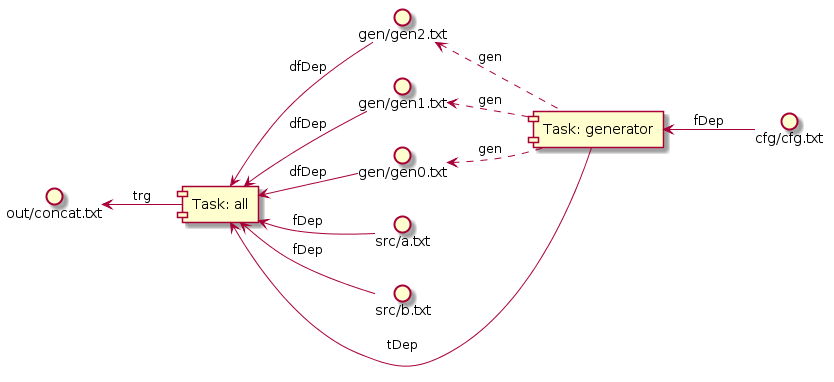 gen/gen2.txt
dfDep
gen
gen/gen1.txt
gen
dfDep
Task: generator
fDep
cfg/cfg.txt
gen
gen/gen0.txt
dfDep
trg
Task: all
out/concat.txt
fDep
src/a.txt
fDep
src/b.txt
tDep